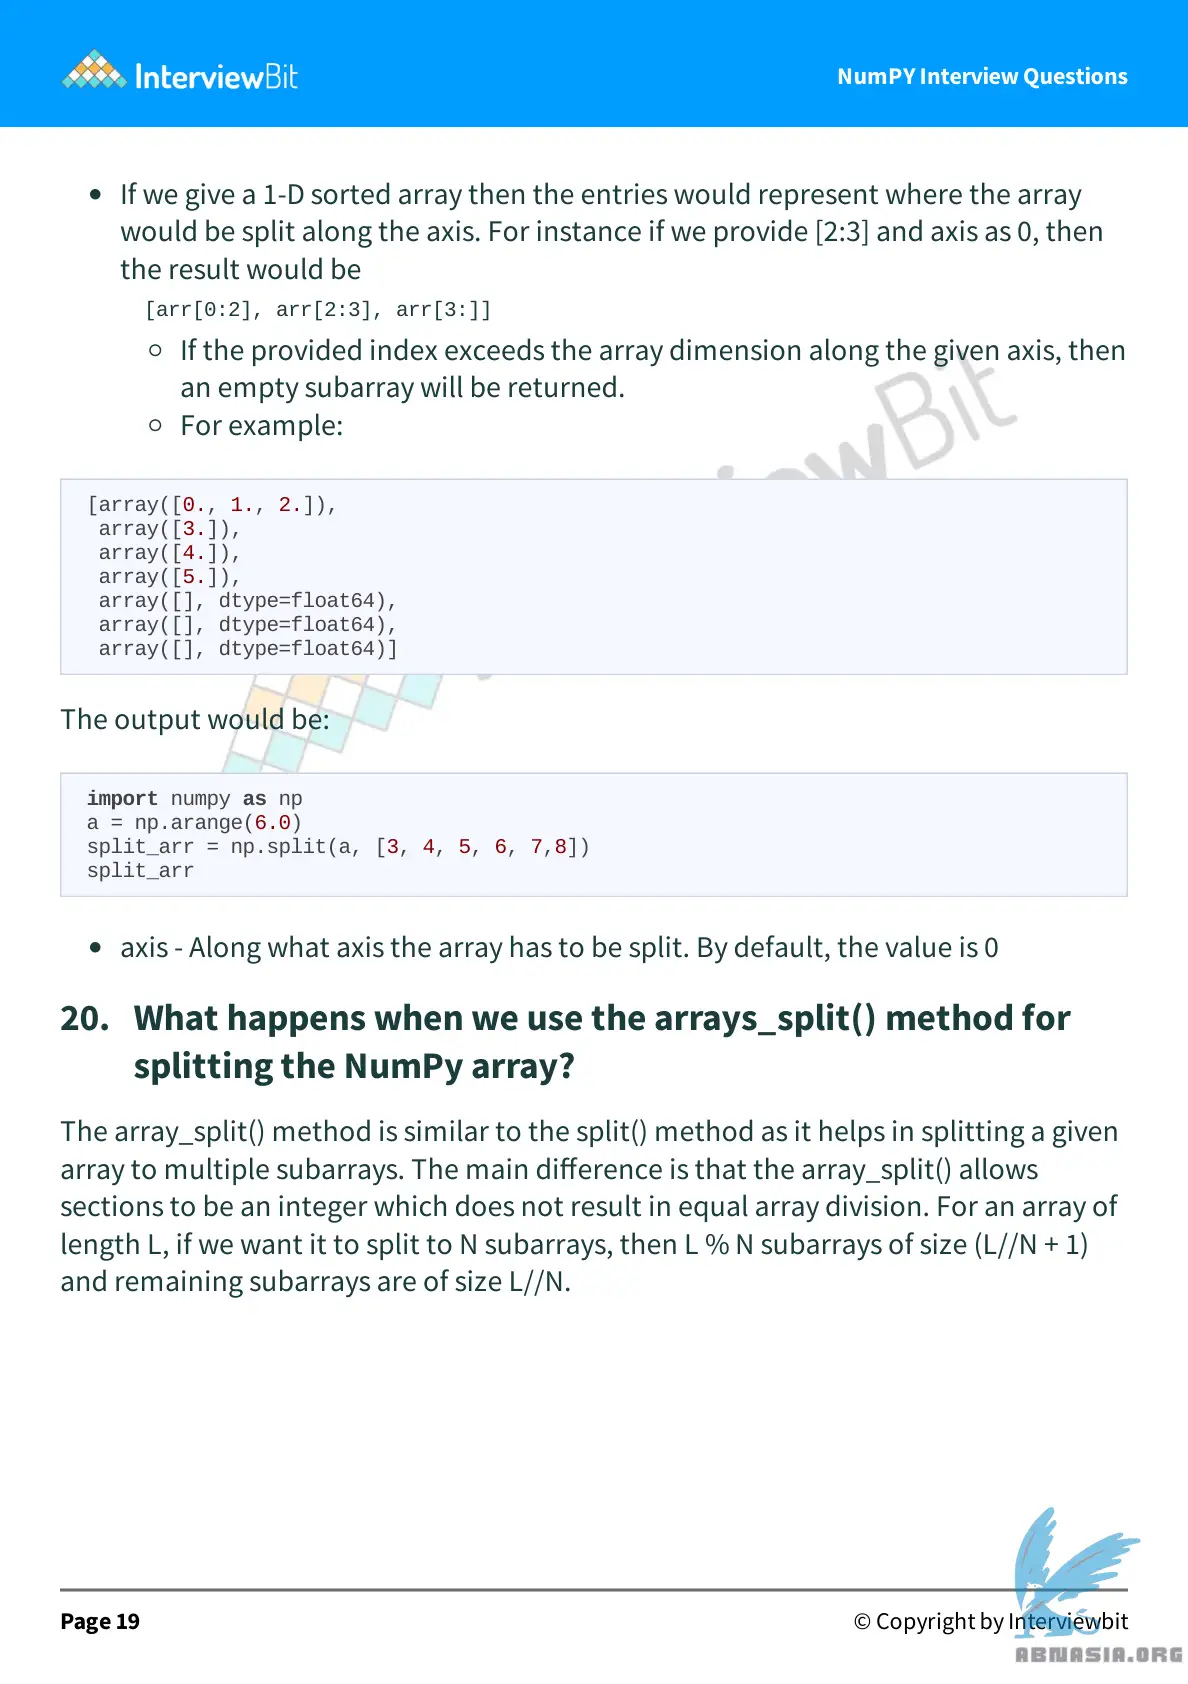 InterviewBit
NumPY Interview Questions
• If we give a 1-D sorted array then the entries would represent where the array
would be split along the axis. For instance if we provide [2:3] and axis as 0, then
the result would be
[arr[0:2], arr[2:3], arr[3:]]
○ If the provided index exceeds the array dimension along the given axis, then
an empty subarray will be returned.
○ For example:
[array([0., 1., 2.]),
array([3.]),
array([4.]),
array([5.]),
array([], dtype=float64),
array([], dtype=float64),
array([], dtype=float64)]
The output would be:
import numpy as np
a = np.arange(6.0)
split_arr = np.split(a, [3, 4, 5, 6, 7,8])
split_arr
• axis - Along what axis the array has to be split. By default, the value is 0
20. What happens when we use the arrays_split() method for
splitting the NumPy array?
The array_split() method is similar to the split() method as it helps in splitting a given
array to multiple subarrays. The main difference is that the array_split() allows
sections to be an integer which does not result in equal array division. For an array of
length L, if we want it to split to N subarrays, then L % N subarrays of size (L//N + 1)
and remaining subarrays are of size L//N.
Page 19
© Copyright by Interviewbit
ABNASIA.ORG